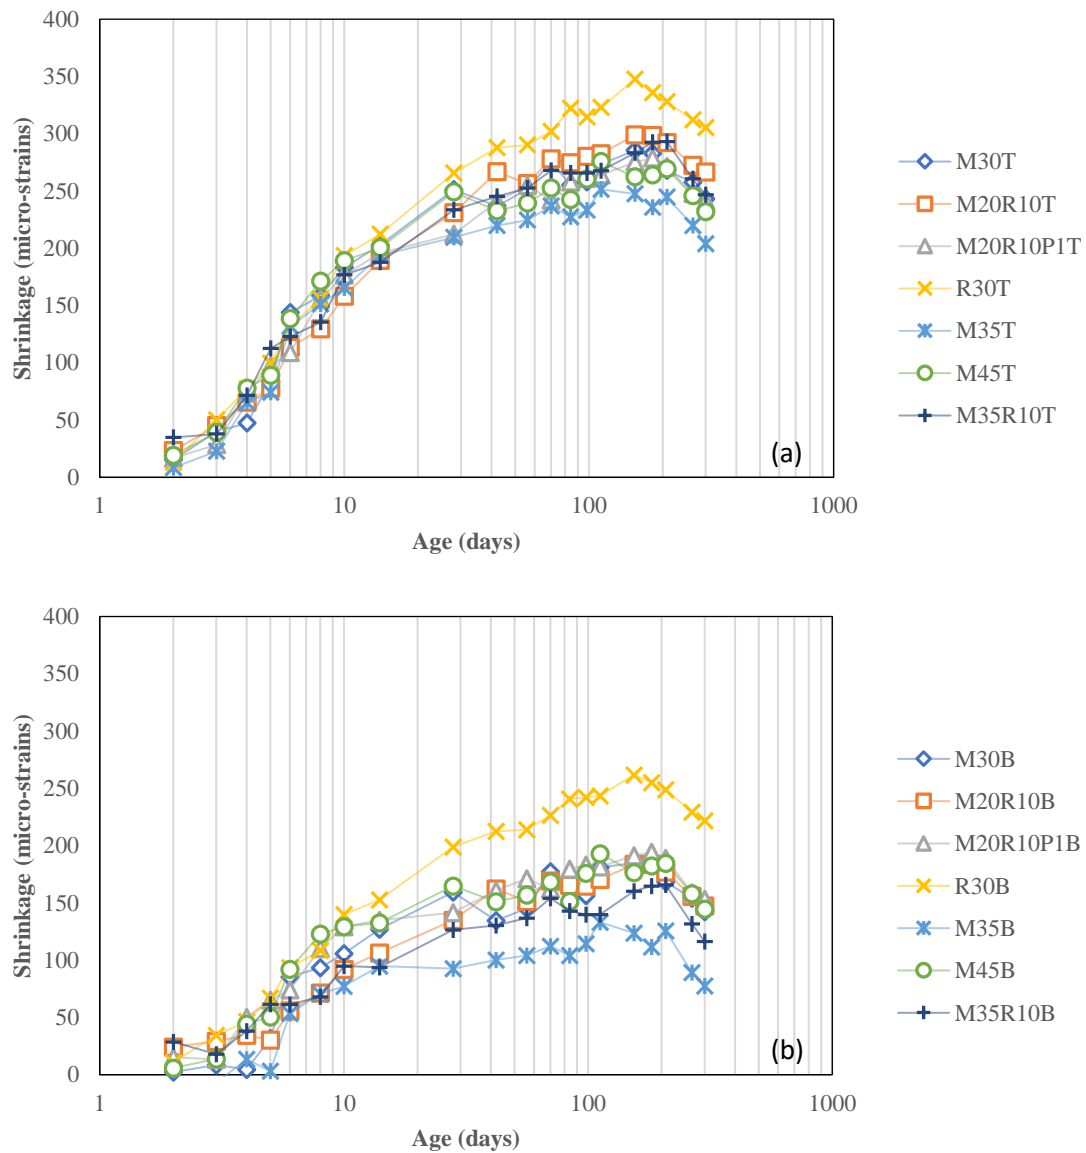 400
350
300
250
200
150
100
50
0
Shrinkage (micro-strains)
1
10
100
1000
Age (days)
(a)
M30T
M20R10T
M20R10P1T
R30T
M35T
M45T
M35R10T
400
350
300
250
200
150
100
50
0
Shrinkage (micro-strains)
1
10
100
1000
Age (days)
(b)
M30B
M20R10B
M20R10P1B
R30B
M35B
M45B
M35R10B